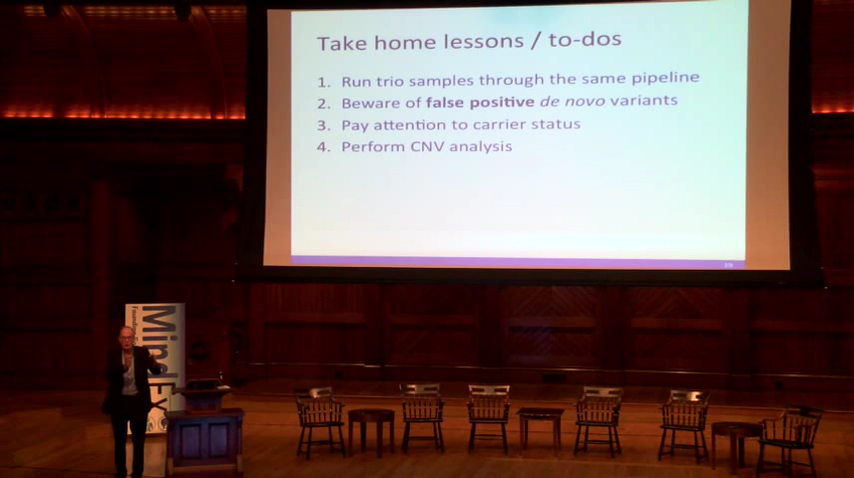 Take home lessons / to-dos
1. Run trio samples through the same pipeline
2. Beware of false positive de novo variants
3. Pay attention to carrier status
4. Perform CNV analysis
MindEx